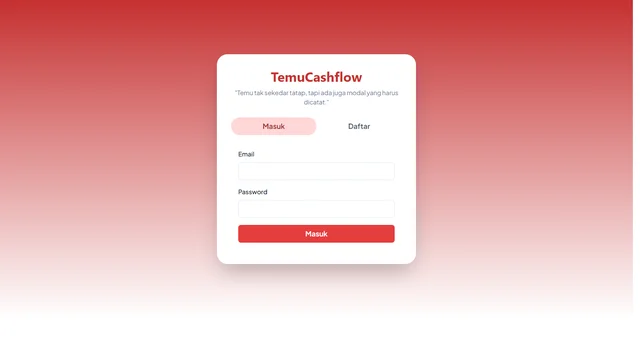 TemuCashflow
"Temu tak sekedar tatap, tapi ada juga modal yang harus
dicatat."
Masuk Daftar
Email
Password
Masuk